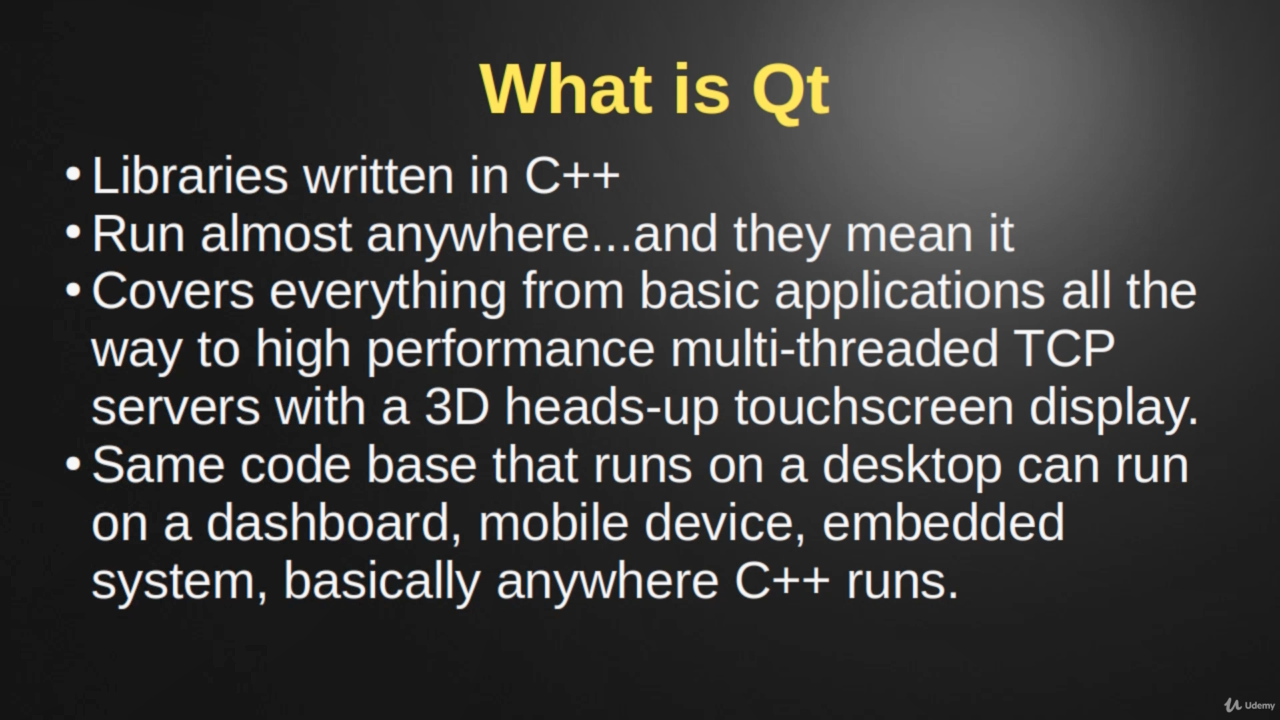 What is Qt
• Libraries written in C++
• Run almost anywhere...and they mean it
• Covers everything from basic applications all the
way to high performance multi-threaded TCP
servers with a 3D heads-up touchscreen display.
• Same code base that runs on a desktop can run
on a dashboard, mobile device, embedded
system, basically anywhere C++ runs.
Udemy